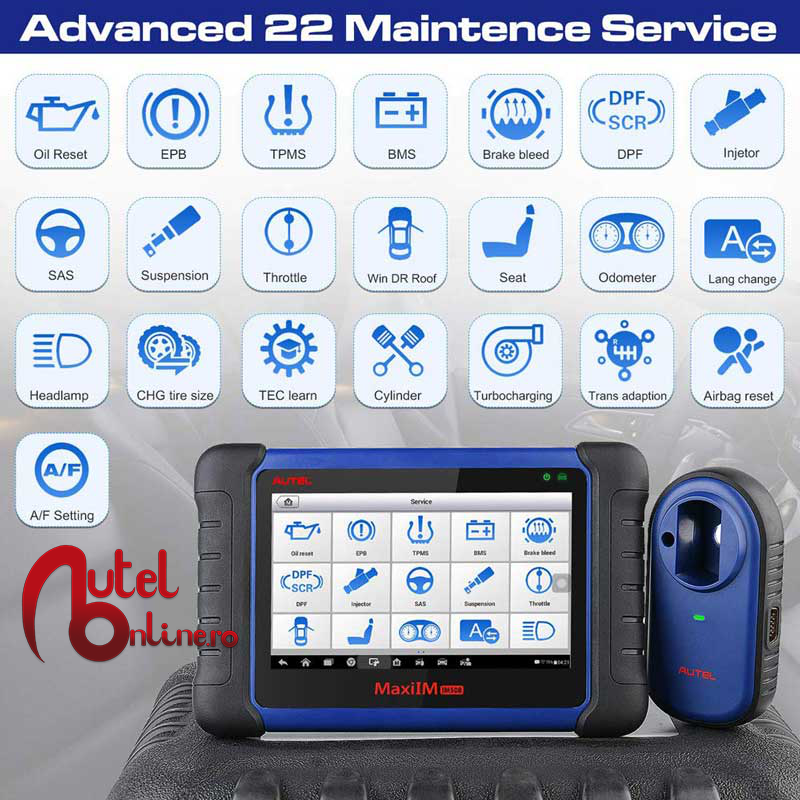 Advanced 22 Maintence Service
Oil Reset
EPB
TPMS
BMS
Brake bleed
DPF
SCR
DPF
Injetor
SAS
Suspension
Throttle
Win DR Roof
Seat
Odometer
A
Lang change
Headlamp
CHG tire size
TEC learn
Cylinder
Turbocharging
R
Trans adaption
Airbag reset
A/F
A/F Setting
Autel
Online.ro
AUTEL
Service
Oil reset
EPB
TPMS
BMS
Brake bleed
DPF
SCR
DPF
Injector
SAS
Suspension
Throttle
A
MaxiIM IM508
AUTEL